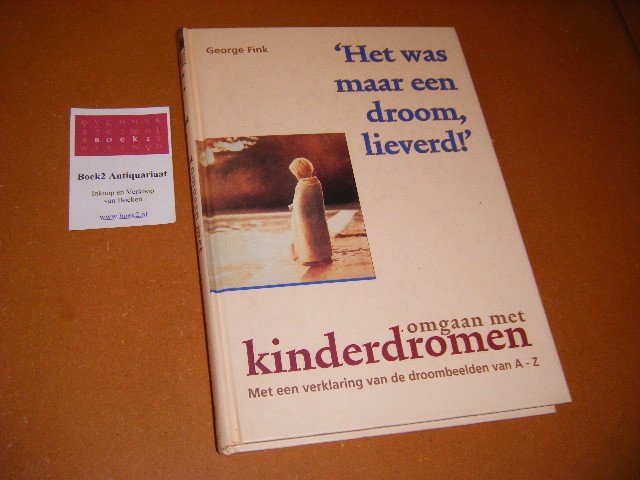 George Fink
'Het was
maar een
droom,
lieverd!'
omgaan met
kinderdromen
Met een verklaring van de droombeelden van A - Z
BOEK2
Boek2 Antiquariaat
Inkoop en Verkoop
van Boeken
www.boek2.nl